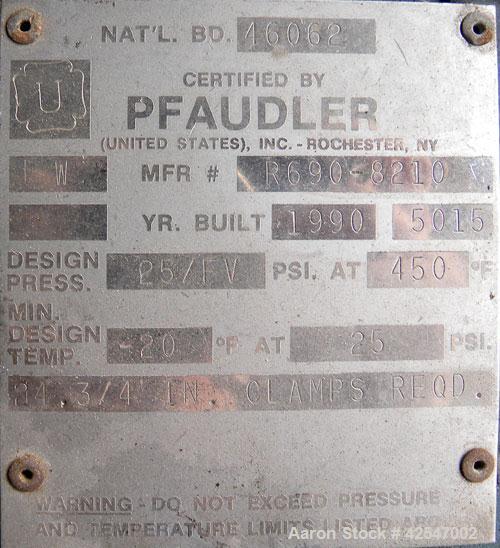 NAT'L. BD. 46062
U
CERTIFIED BY
PFAUDLER
(UNITED STATES), INC. - ROCHESTER, NY
W MFR # R690-8210
YR. BUILT 1990 5015
DESIGN PRESS. 25/FV PSI. AT 450 °F
MIN. DESIGN TEMP. -20 °F AT 25 PSI.
3/4 IN. CLAMPS REQD.
WARNING - DO NOT EXCEED PRESSURE
AND TEMPERATURE LIMITS LISTED
Aaron Stock #42547002